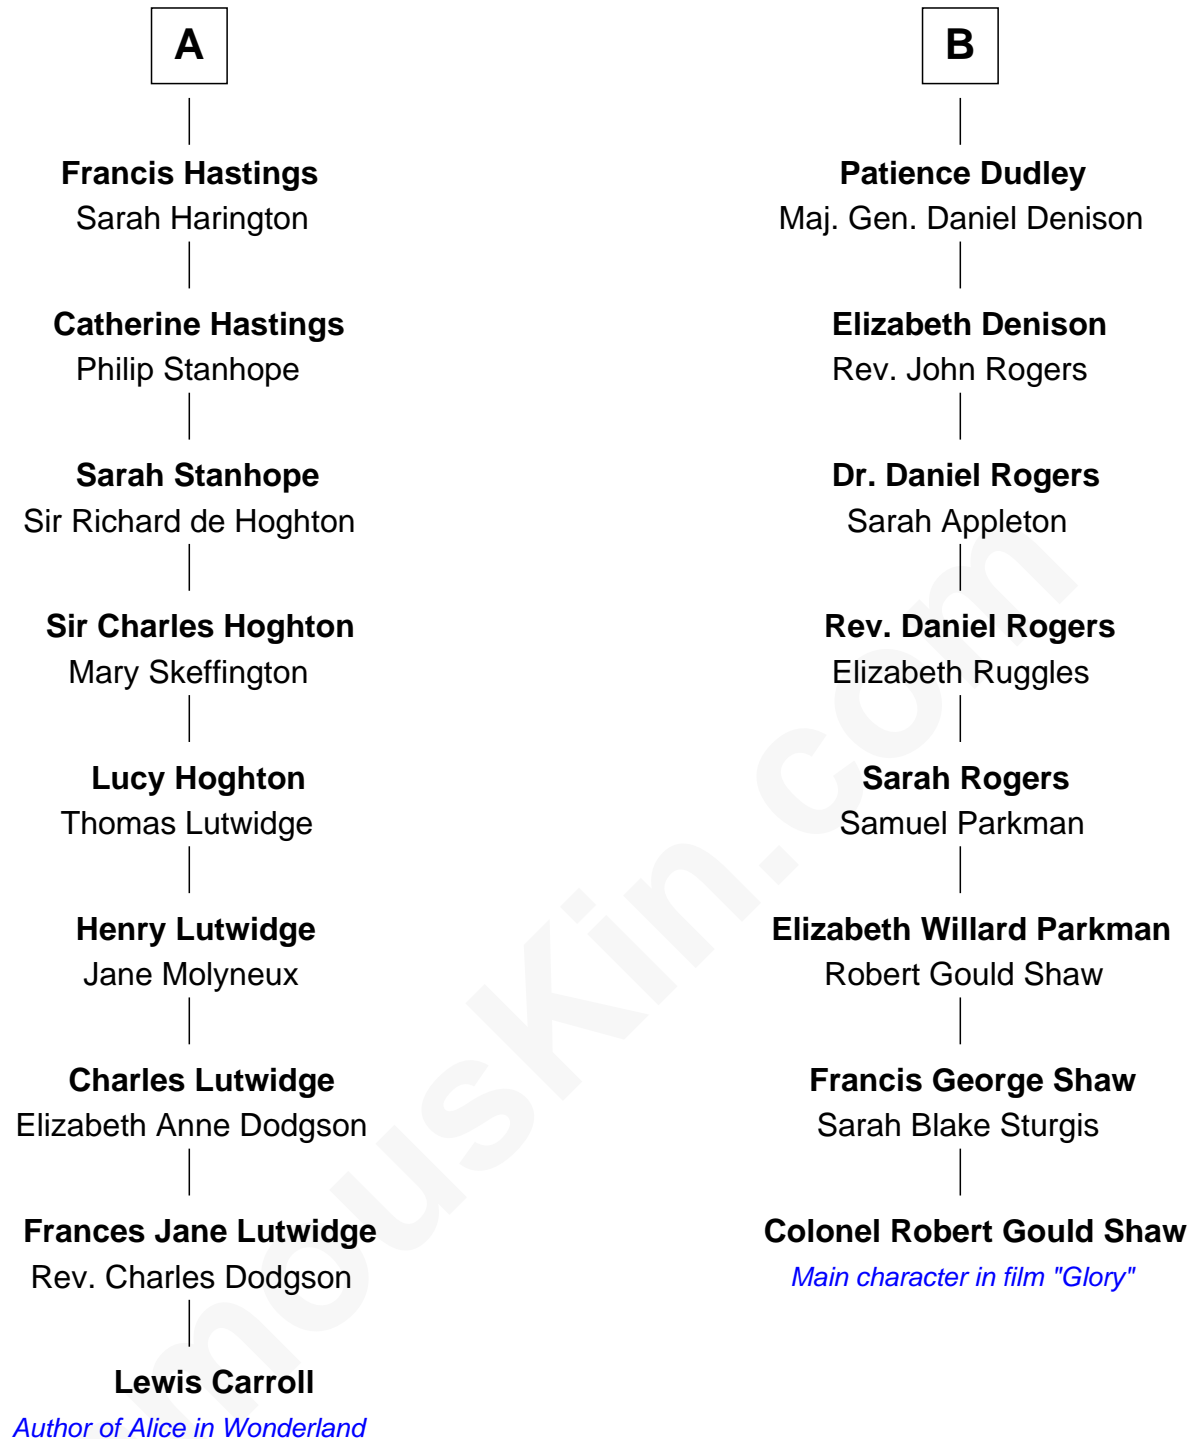 A
Francis Hastings
Sarah Harington
Catherine Hastings
Philip Stanhope
Sarah Stanhope
Sir Richard de Hoghton
Sir Charles Hoghton
Mary Skeffington
Lucy Hoghton
Thomas Lutwidge
Henry Lutwidge
Jane Molyneux
Charles Lutwidge
Elizabeth Anne Dodgson
Frances Jane Lutwidge
Rev. Charles Dodgson
Lewis Carroll
Author of Alice in Wonderland
B
Patience Dudley
Maj. Gen. Daniel Denison
Elizabeth Denison
Rev. John Rogers
Dr. Daniel Rogers
Sarah Appleton
Rev. Daniel Rogers
Elizabeth Ruggles
Sarah Rogers
Samuel Parkman
Elizabeth Willard Parkman
Robert Gould Shaw
Francis George Shaw
Sarah Blake Sturgis
Colonel Robert Gould Shaw
Main character in film "Glory"
mousKin.com